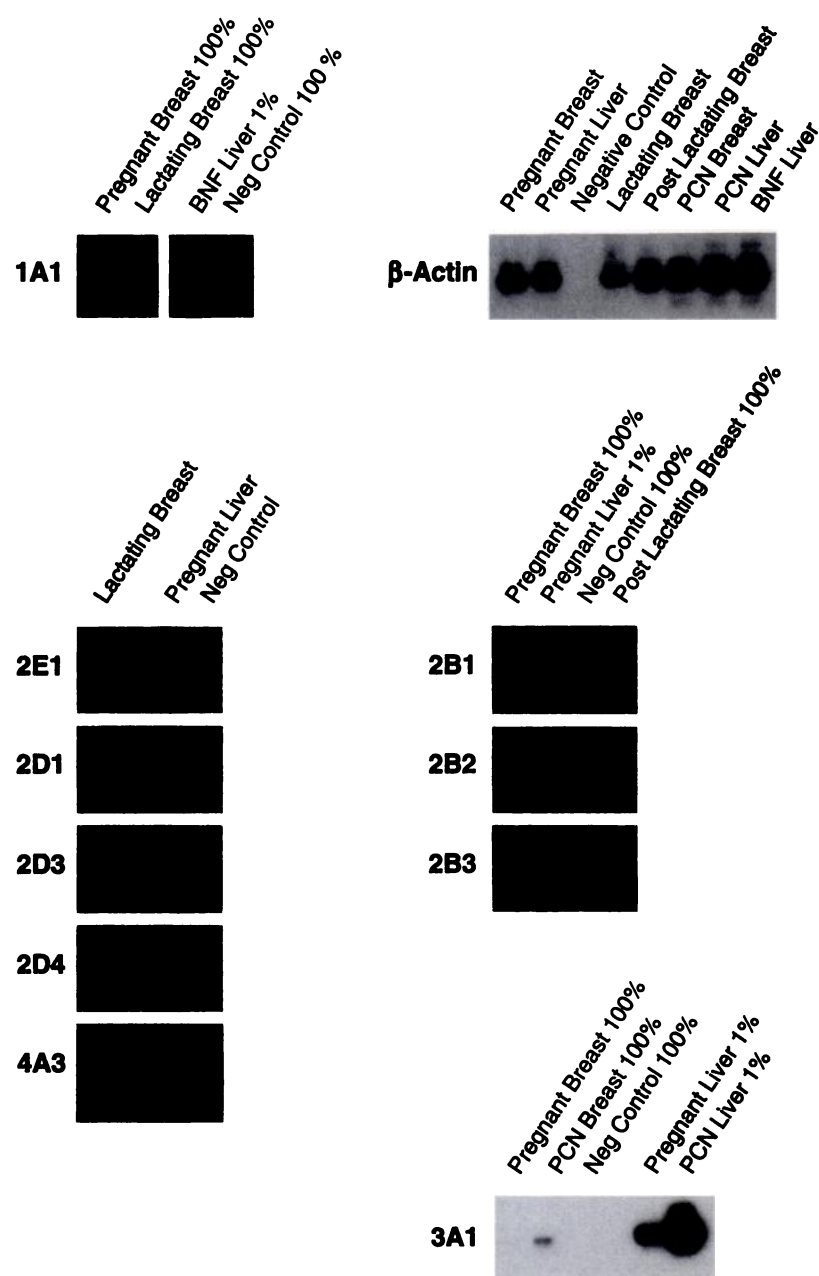 Pregnant Breast 100%
Lactating Breast 100%
BNF Liver 1%
Neg Control 100 %
1A1
Pregnant Breast
Pregnant Liver
Negative Control
Lactating Breast
Post Lactating Breast
PCN Breast
PCN Liver
BNF Liver
β-Actin
Lactating Breast
Pregnant Liver
Neg Control
2E1
2D1
2D3
2D4
4A3
Pregnant Breast 100%
Pregnant Liver 1%
Neg Control 100%
Post Lactating Breast 100%
2B1
2B2
2B3
Pregnant Breast 100%
PCN Breast 100%
Neg Control 100%
Pregnant Liver 1%
PCN Liver 1%
3A1